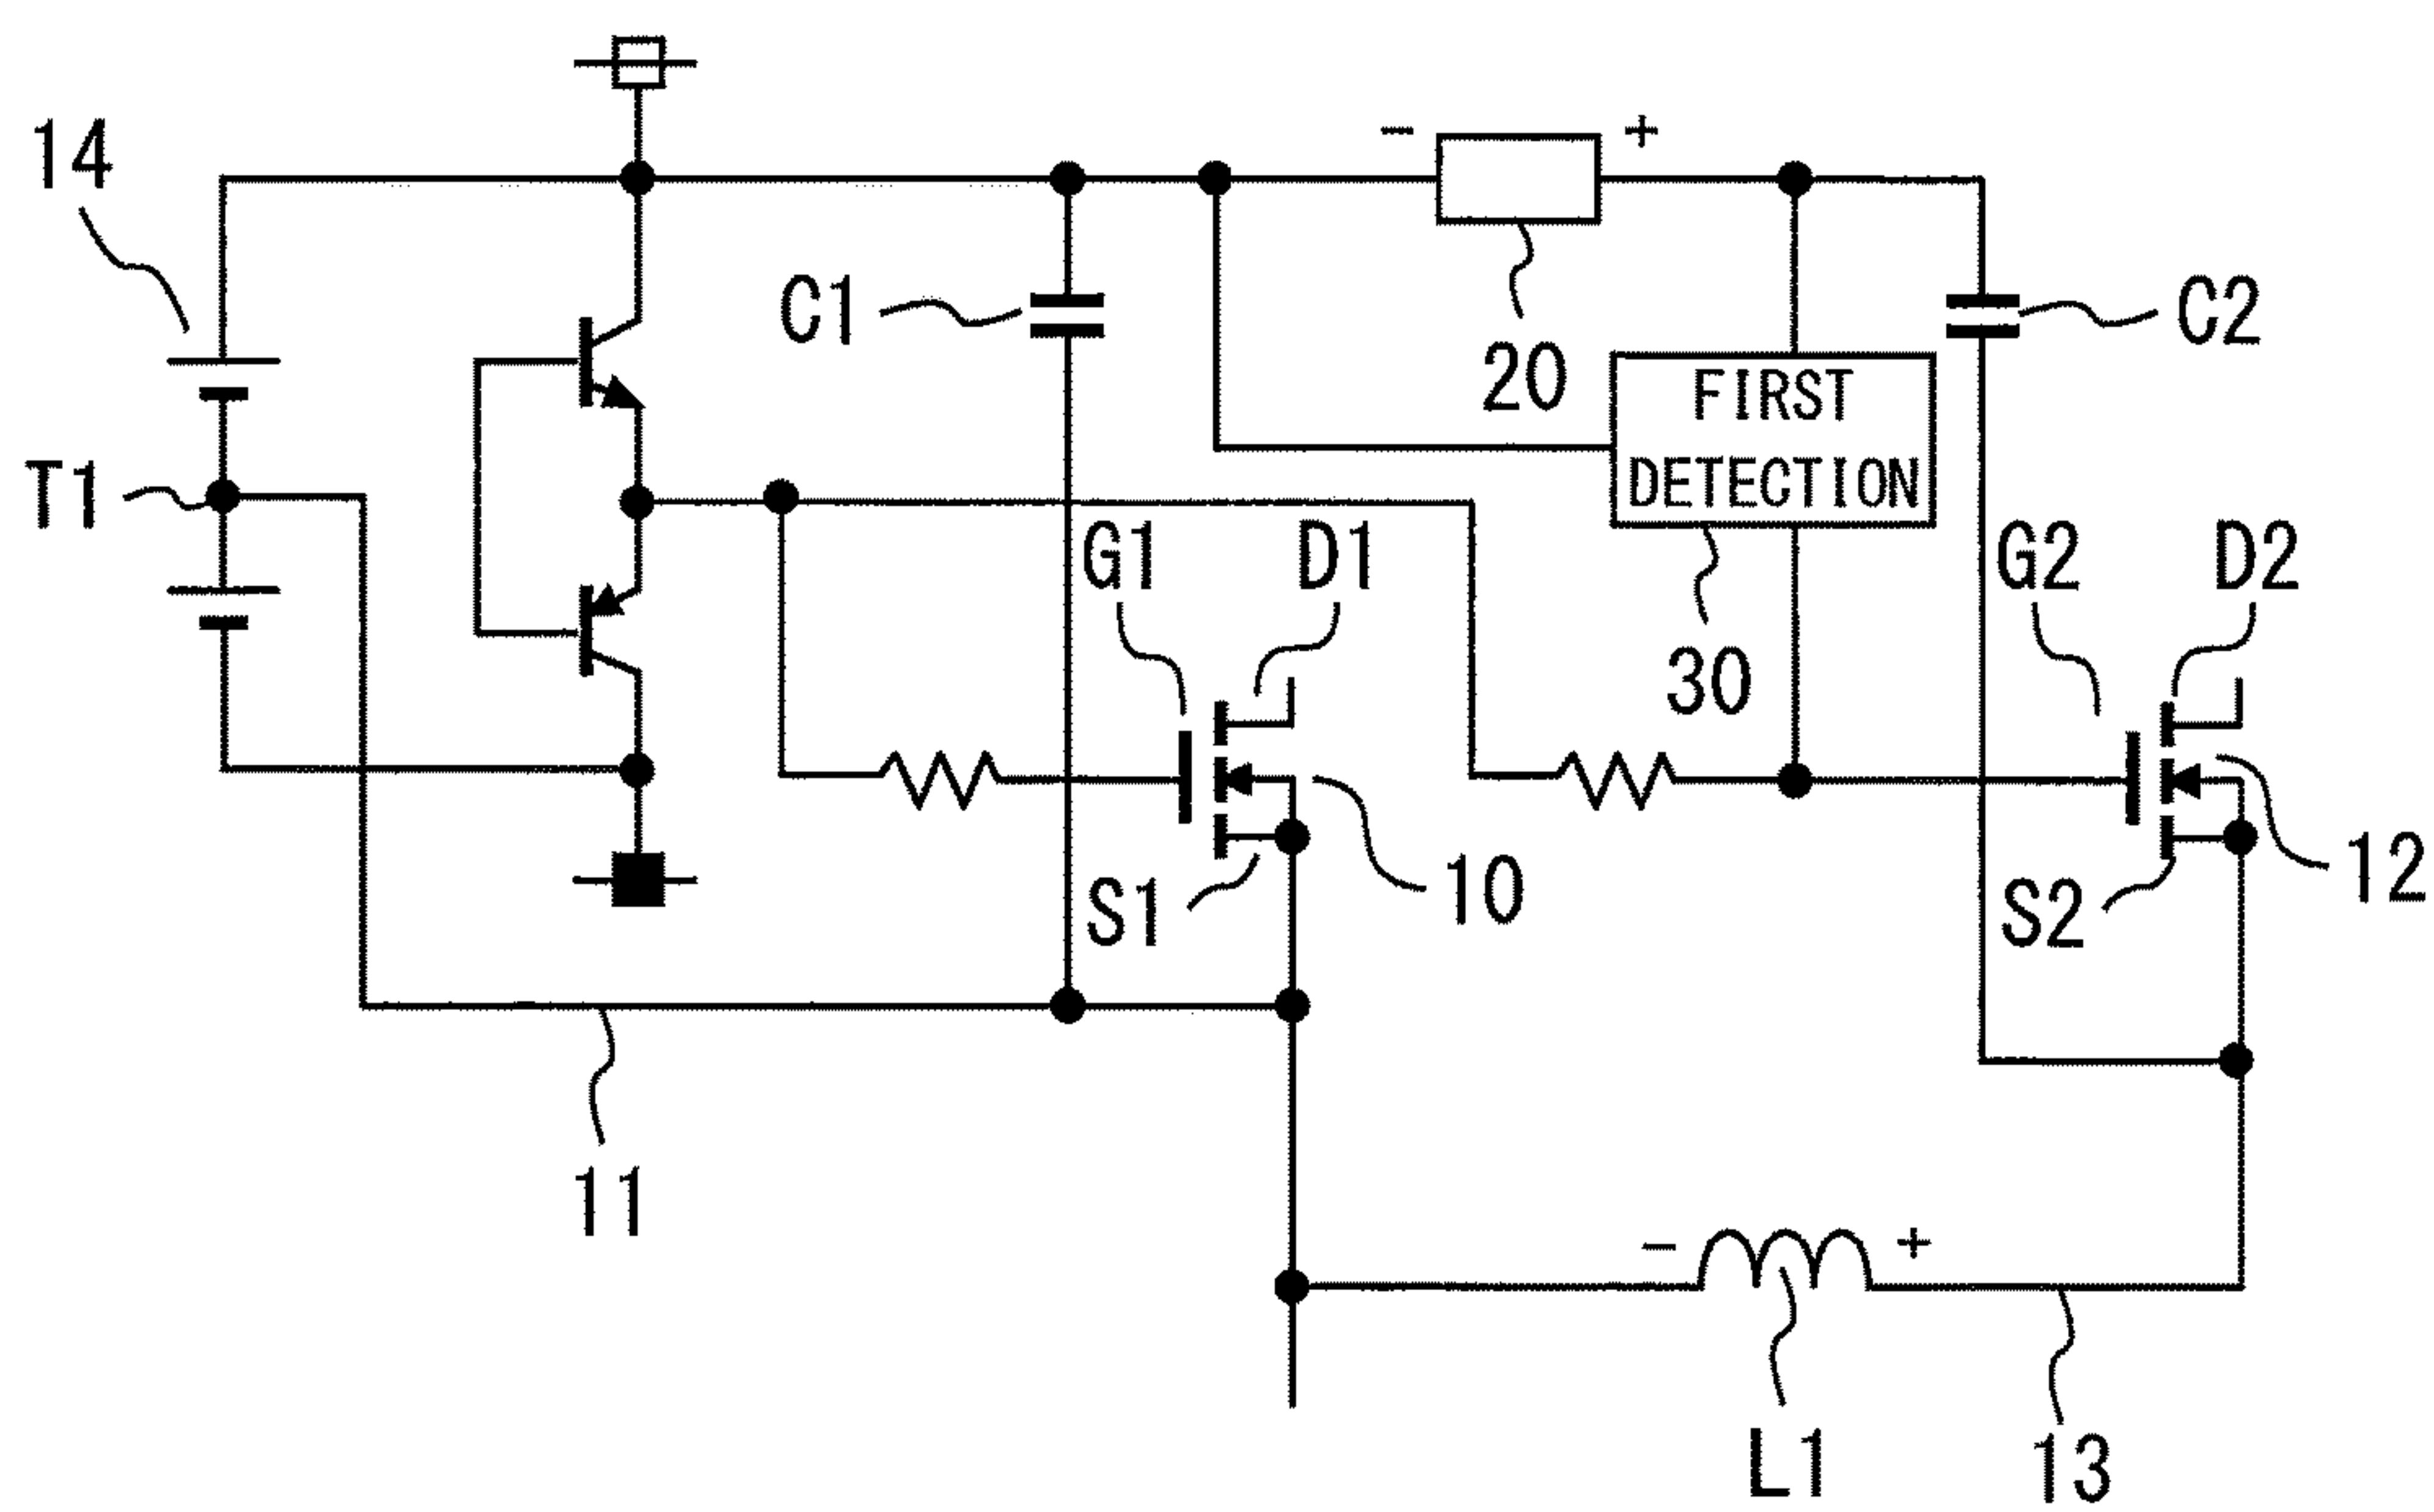 14
- +
C1
20
C2
FIRST
DETECTION
T1
G1
D1
G2
D2
30
10
12
S1
S2
11
- +
L1
13